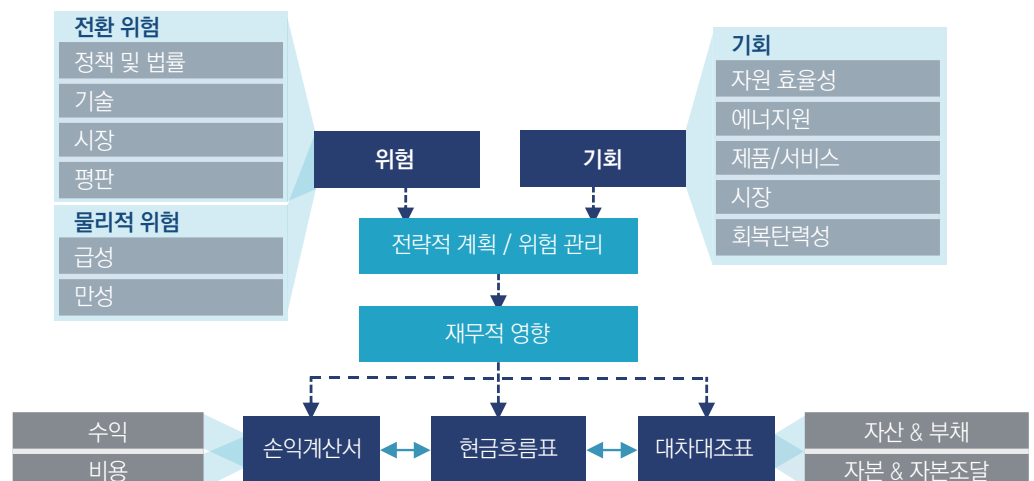 전환 위험
정책 및 법률
기술
시장
평판
물리적 위험
급성
만성
위험
기회
기회
자원 효율성
에너지원
제품/서비스
시장
회복탄력성
전략적 계획 / 위험 관리
재무적 영향
수익
비용
손익계산서
현금흐름표
대차대조표
자산 & 부채
자본 & 자본조달